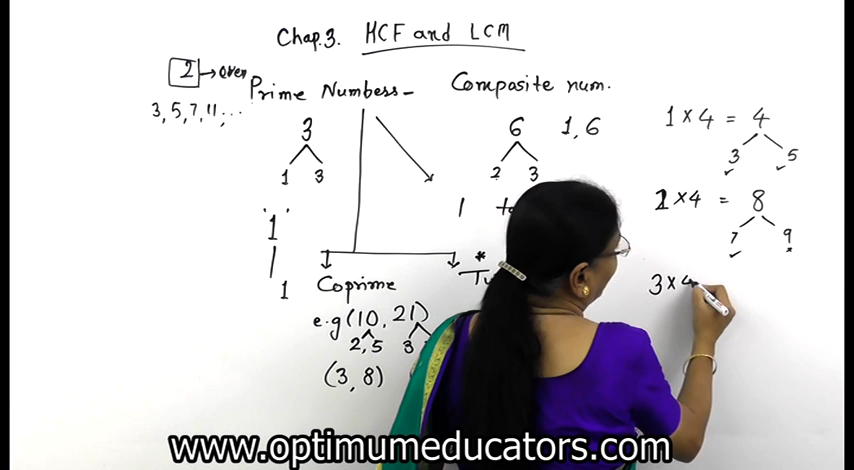 Chap.3. HCF and LCM
2 → even
Prime Numbers –
Composite num.
3, 5, 7, 11, ...
3
1 3
6 1, 6
2 3
1 × 4 = 4
3 5
2 × 4 = 8
7 9
3 × 4
'1'
1
1
*
Coprime
e.g (10, 21)
2, 5 3
(3, 8)
www.optimumeducators.com